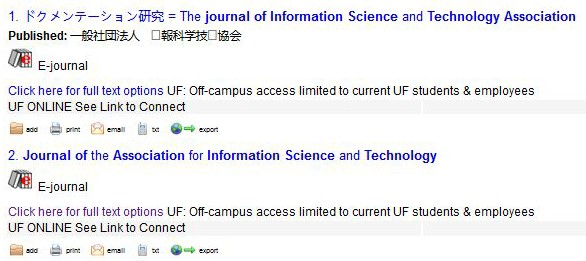 1. ドクメンテーション研究 = The journal of Information Science and Technology Association
Published: 一般社団法人 □報科学技□協会
E-journal
Click here for full text options UF: Off-campus access limited to current UF students & employees
UF ONLINE See Link to Connect
add print email txt export
2. Journal of the Association for Information Science and Technology
E-journal
Click here for full text options UF: Off-campus access limited to current UF students & employees
UF ONLINE See Link to Connect
add print email txt export